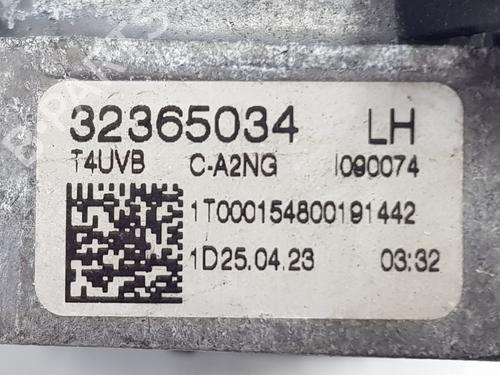 32365034 LH
T4UVB C-A2NG I090074
1T000154800191442
1D25.04.23 03:32